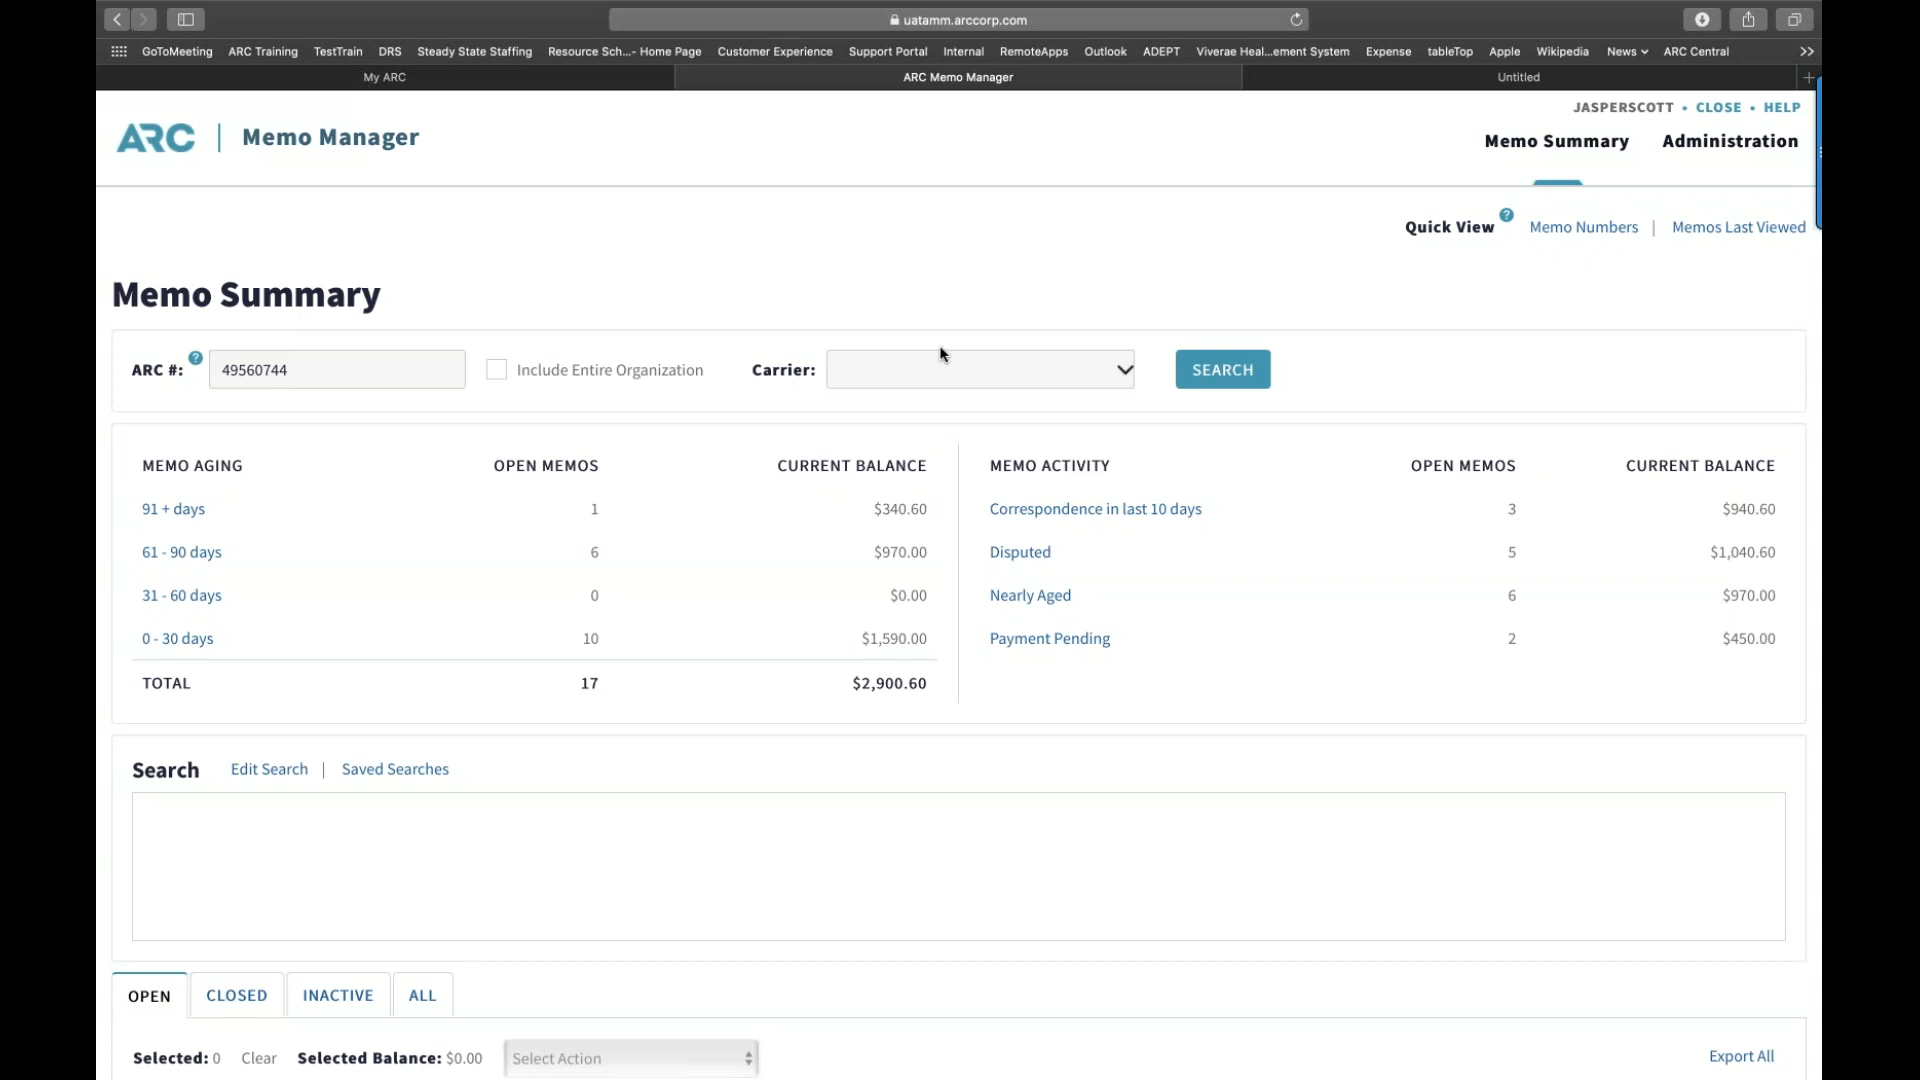 uatamm.arccorp.com
GoToMeeting ARC Training TestTrain DRS Steady State Staffing Resource Sch...- Home Page Customer Experience Support Portal Internal RemoteApps Outlook ADEPT Viverae Heal...ement System Expense tableTop Apple Wikipedia News ARC Central >>
My ARC ARC Memo Manager Untitled +
JASPERSCOTT • CLOSE • HELP
ARC | Memo Manager Memo Summary Administration
Quick View ? Memo Numbers | Memos Last Viewed
Memo Summary
ARC #: ? 49560744 Include Entire Organization Carrier: SEARCH
MEMO AGING OPEN MEMOS CURRENT BALANCE MEMO ACTIVITY OPEN MEMOS CURRENT BALANCE
91 + days 1 $340.60 Correspondence in last 10 days 3 $940.60
61 - 90 days 6 $970.00 Disputed 5 $1,040.60
31 - 60 days 0 $0.00 Nearly Aged 6 $970.00
0 - 30 days 10 $1,590.00 Payment Pending 2 $450.00
TOTAL 17 $2,900.60
Search Edit Search | Saved Searches
OPEN CLOSED INACTIVE ALL
Selected: 0 Clear Selected Balance: $0.00 Select Action Export All